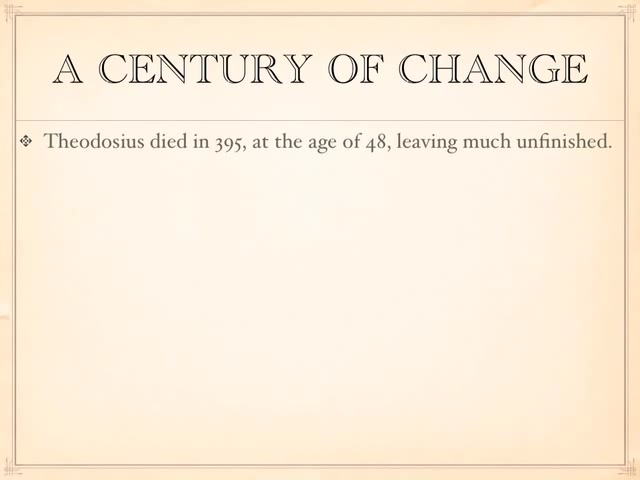 A CENTURY OF CHANGE
Theodosius died in 395, at the age of 48, leaving much unfinished.